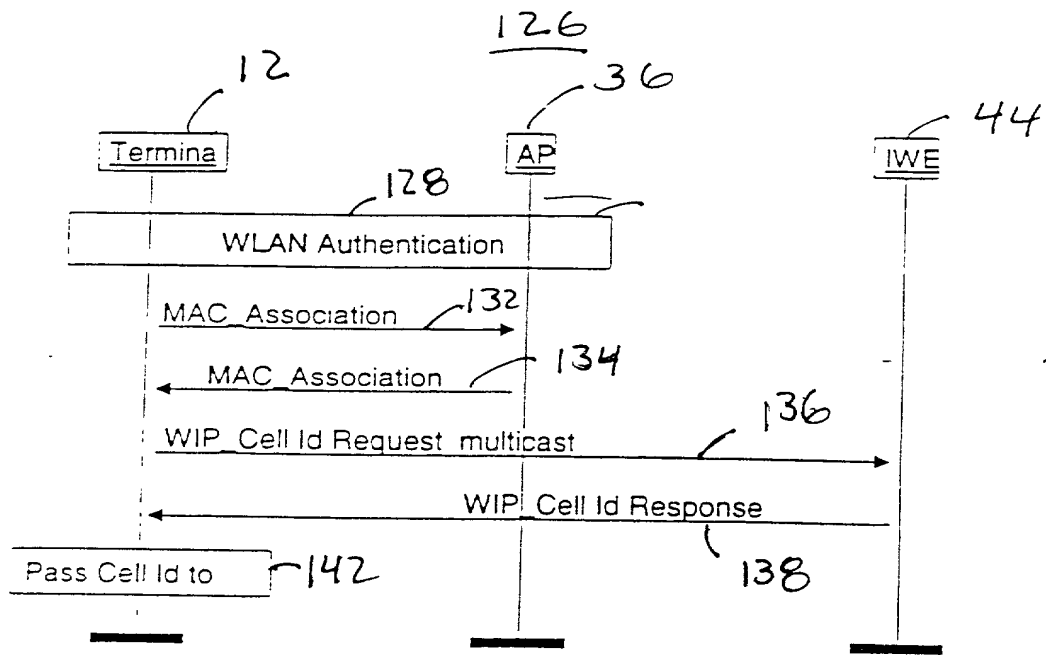 126
12
36
44
Termina
AP
IWE
128
WLAN Authentication
MAC_Association
132
MAC_Association
134
WIP_Cell Id Request multicast
136
WIP_Cell Id Response
138
Pass Cell Id to
142